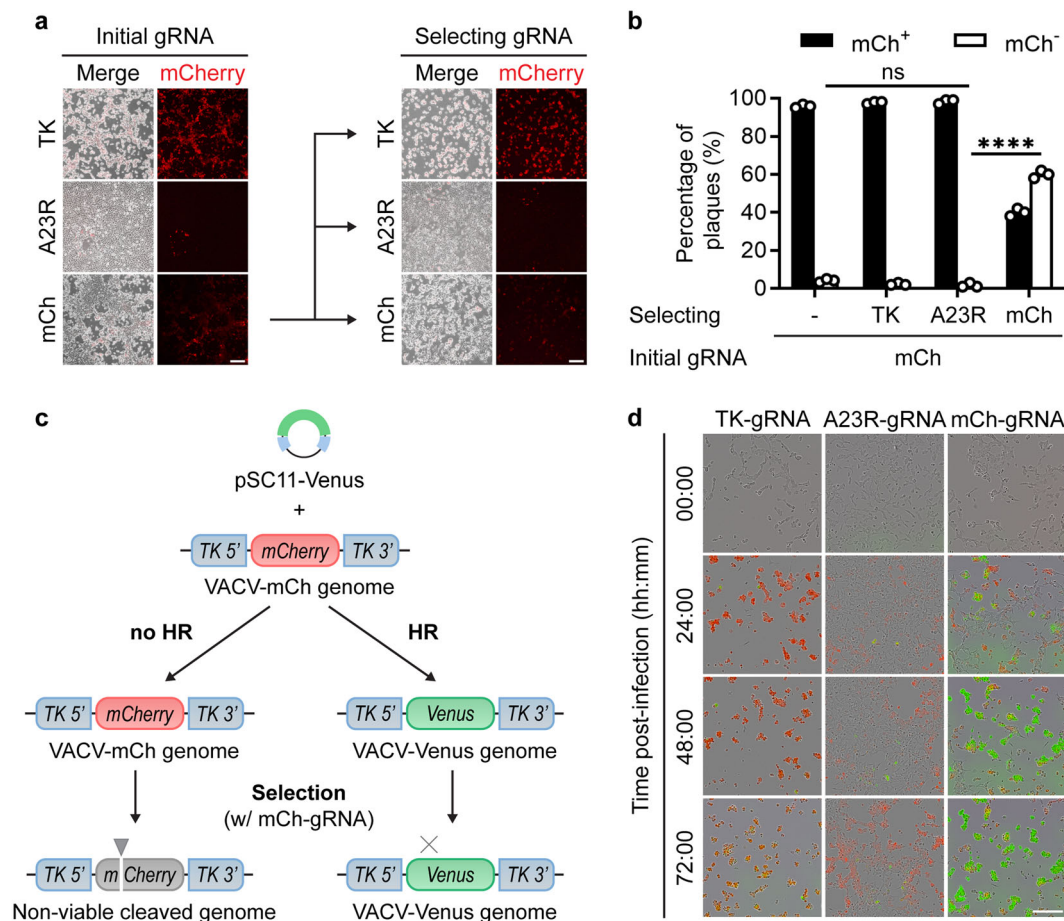 a
Initial gRNA
Selecting gRNA
Merge mCherry
Merge mCherry
TK
A23R
mCh
TK
A23R
mCh
b
mCh+ mCh-
ns
****
Percentage of
plaques (%)
100
80
60
40
20
0
Selecting - TK A23R mCh
Initial gRNA mCh
c
pSC11-Venus
+
TK 5’ mCherry TK 3’
VACV-mCh genome
no HR HR
TK 5’ mCherry TK 3’
TK 5’ Venus TK 3’
VACV-mCh genome
VACV-Venus genome
Selection
(w/ mCh-gRNA)
TK 5’ m Cherry TK 3’
TK 5’ Venus TK 3’
Non-viable cleaved genome
VACV-Venus genome
d
TK-gRNA A23R-gRNA mCh-gRNA
Time post-infection (hh:mm)
00:00
24:00
48:00
72:00